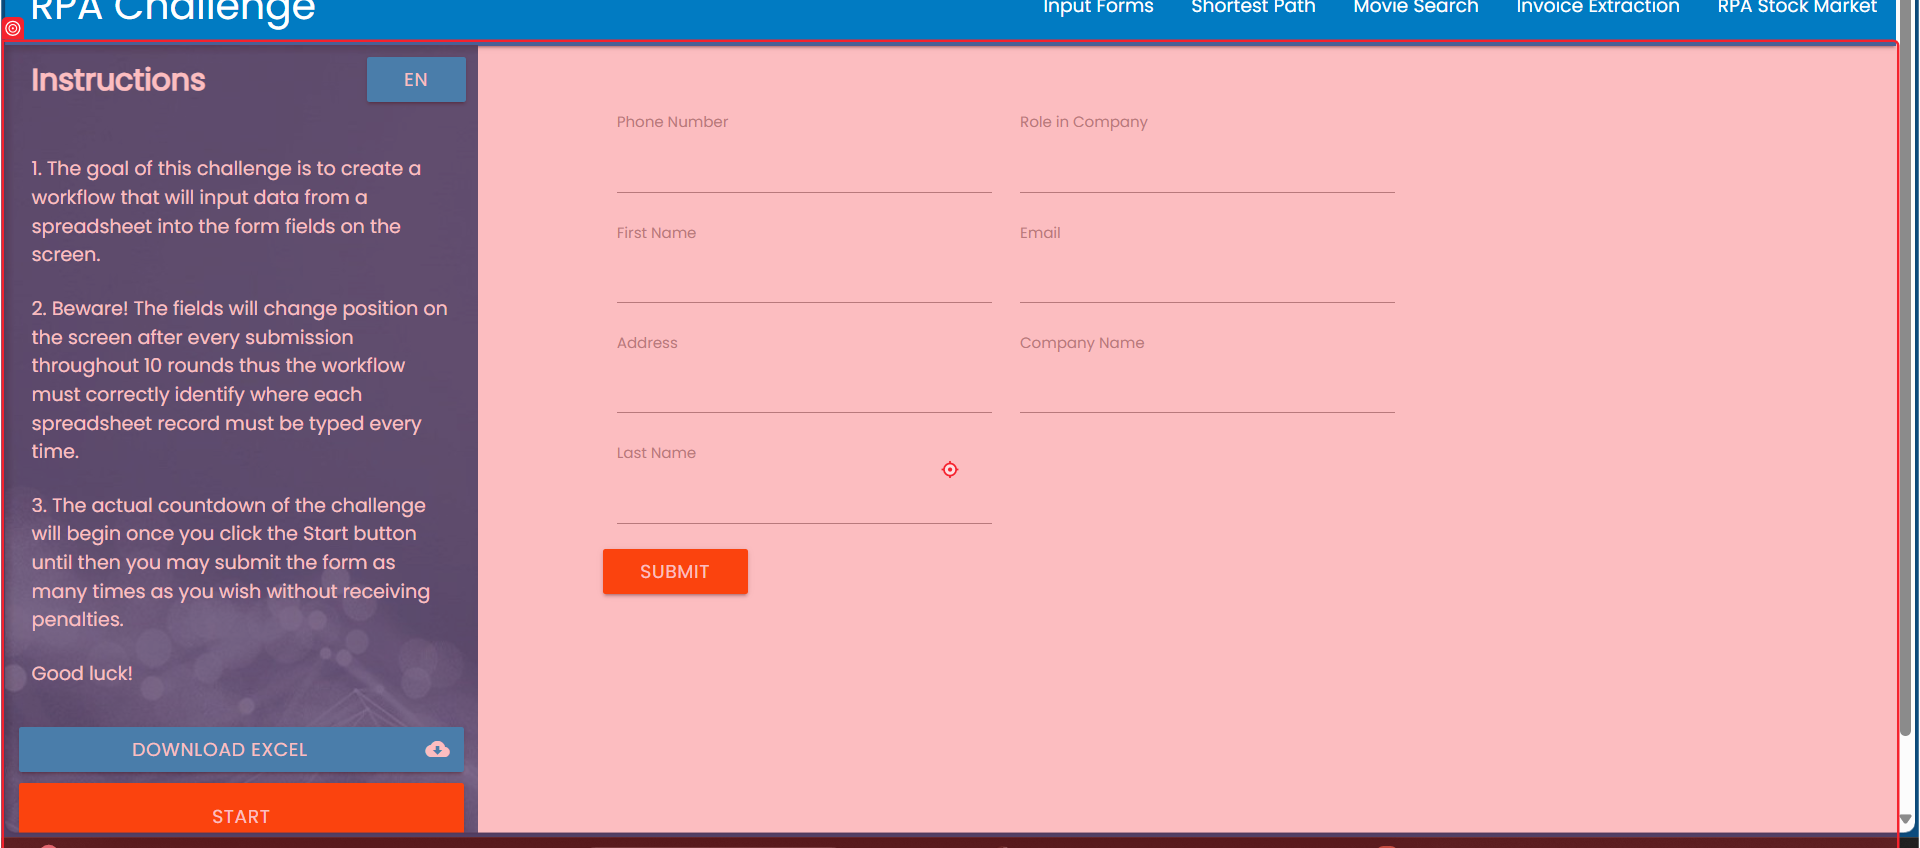 RPA Challenge
Input Forms Shortest Path Movie Search Invoice Extraction RPA Stock Market
Instructions
EN
1. The goal of this challenge is to create a
workflow that will input data from a
spreadsheet into the form fields on the
screen.
2. Beware! The fields will change position on
the screen after every submission
throughout 10 rounds thus the workflow
must correctly identify where each
spreadsheet record must be typed every
time.
3. The actual countdown of the challenge
will begin once you click the Start button
until then you may submit the form as
many times as you wish without receiving
penalties.
Good luck!
DOWNLOAD EXCEL
START
Phone Number
Role in Company
First Name
Email
Address
Company Name
Last Name
SUBMIT